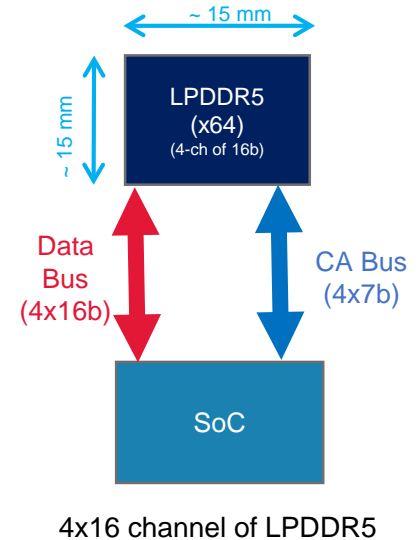 ~ 15 mm
~ 15 mm
LPDDR5
(x64)
(4-ch of 16b)
Data
Bus
(4x16b)
CA Bus
(4x7b)
SoC
4x16 channel of LPDDR5